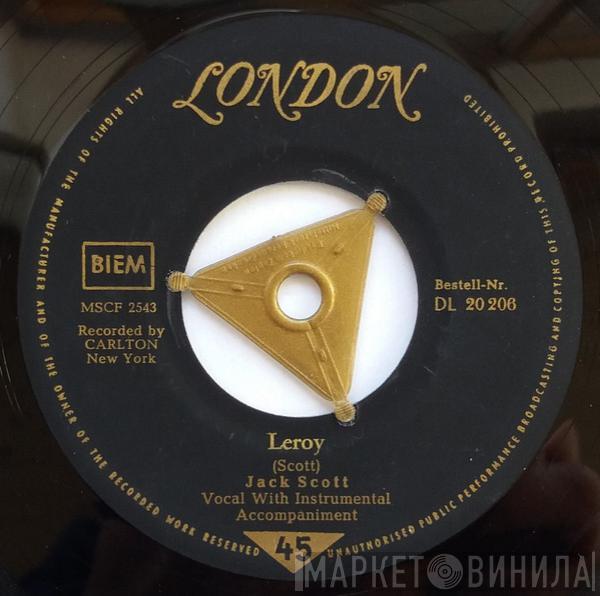 LONDON
ALL RIGHTS OF THE MANUFACTURER AND OF THE OWNER OF THE RECORDED WORK RESERVED
UNAUTHORISED PUBLIC PERFORMANCE BROADCASTING AND COPYING OF THIS RECORD PROHIBITED
BIEM
MSCF 2543
Recorded by
CARLTON
New York
Bestell-Nr.
DL 20 206
Leroy
(Scott)
Jack Scott
Vocal With Instrumental
Accompaniment
45
МАРКЕТ ВИНИЛА